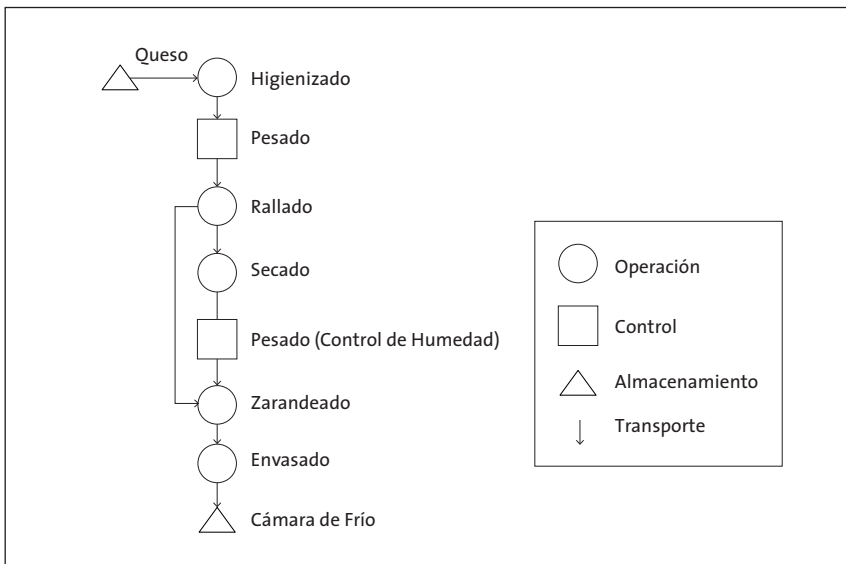 Queso
Higienizado
Pesado
Rallado
Secado
Pesado (Control de Humedad)
Zarandeado
Envasado
Cámara de Frío
Operación
Control
Almacenamiento
Transporte